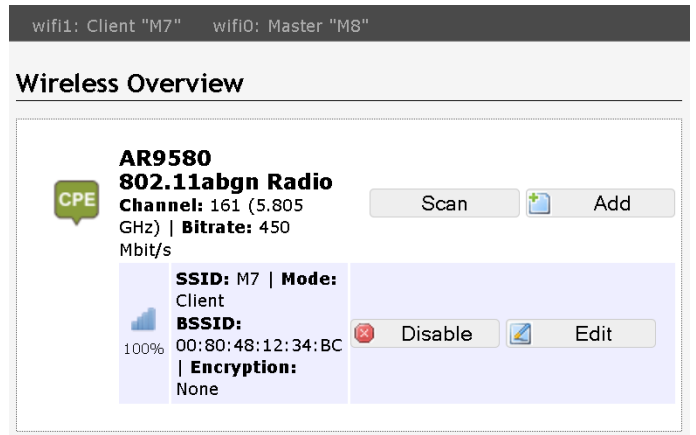 wifi1: Client "M7" wifi0: Master "M8"
Wireless Overview
CPE
AR9580
802.11abgn Radio
Channel: 161 (5.805
GHz) | Bitrate: 450
Mbit/s
Scan
Add
100%
SSID: M7 | Mode:
Client
BSSID:
00:80:48:12:34:BC
| Encryption:
None
Disable
Edit